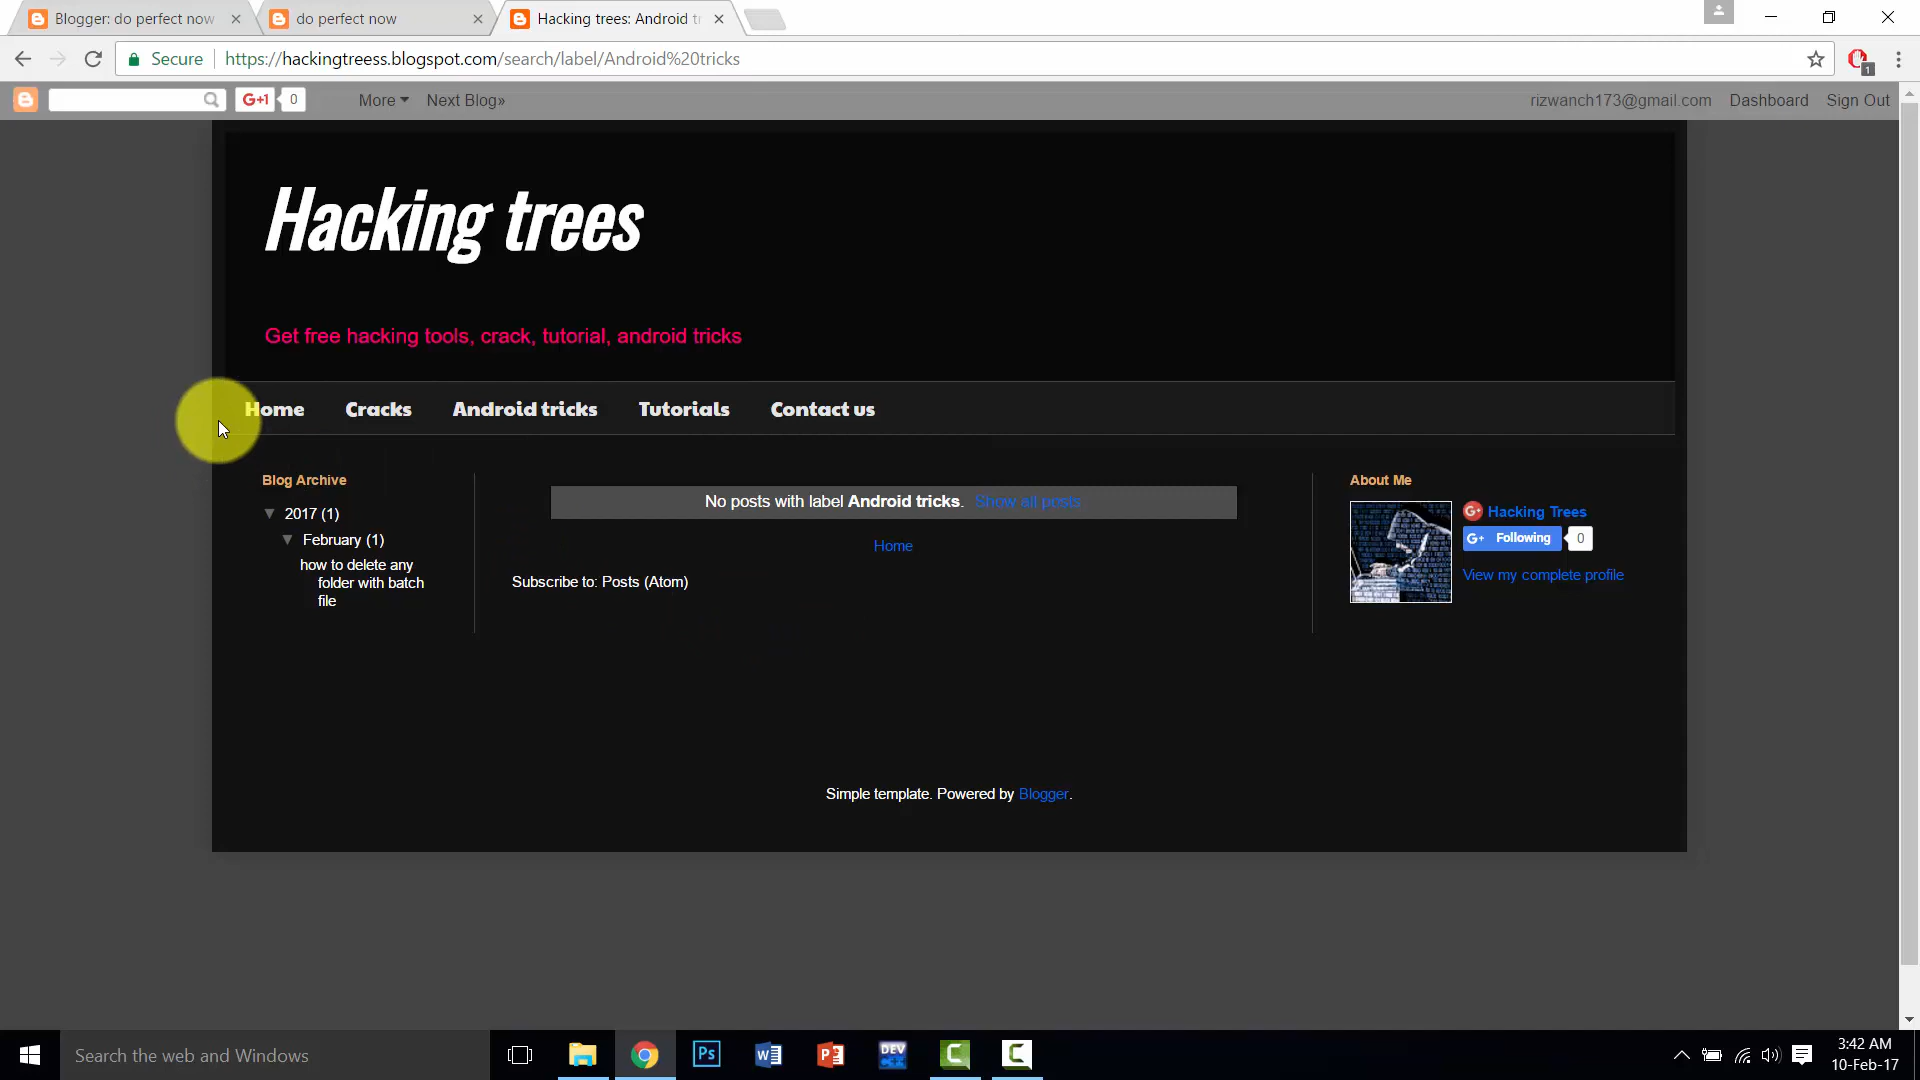 Blogger: do perfect now
do perfect now
Hacking trees: Android tr
Secure https://hackingtreess.blogspot.com/search/label/Android%20tricks
1
G+1 0 More Next Blog»
rizwanch173@gmail.com Dashboard Sign Out
Hacking trees
Get free hacking tools, crack, tutorial, android tricks
Home Cracks Android tricks Tutorials Contact us
Blog Archive
2017 (1)
February (1)
how to delete any
folder with batch
file
No posts with label Android tricks. Show all posts
Home
Subscribe to: Posts (Atom)
About Me
G+ Hacking Trees
G+ Following 0
View my complete profile
Simple template. Powered by Blogger.
Search the web and Windows
Ps
W
P
DEV
C
C
3:42 AM
10-Feb-17